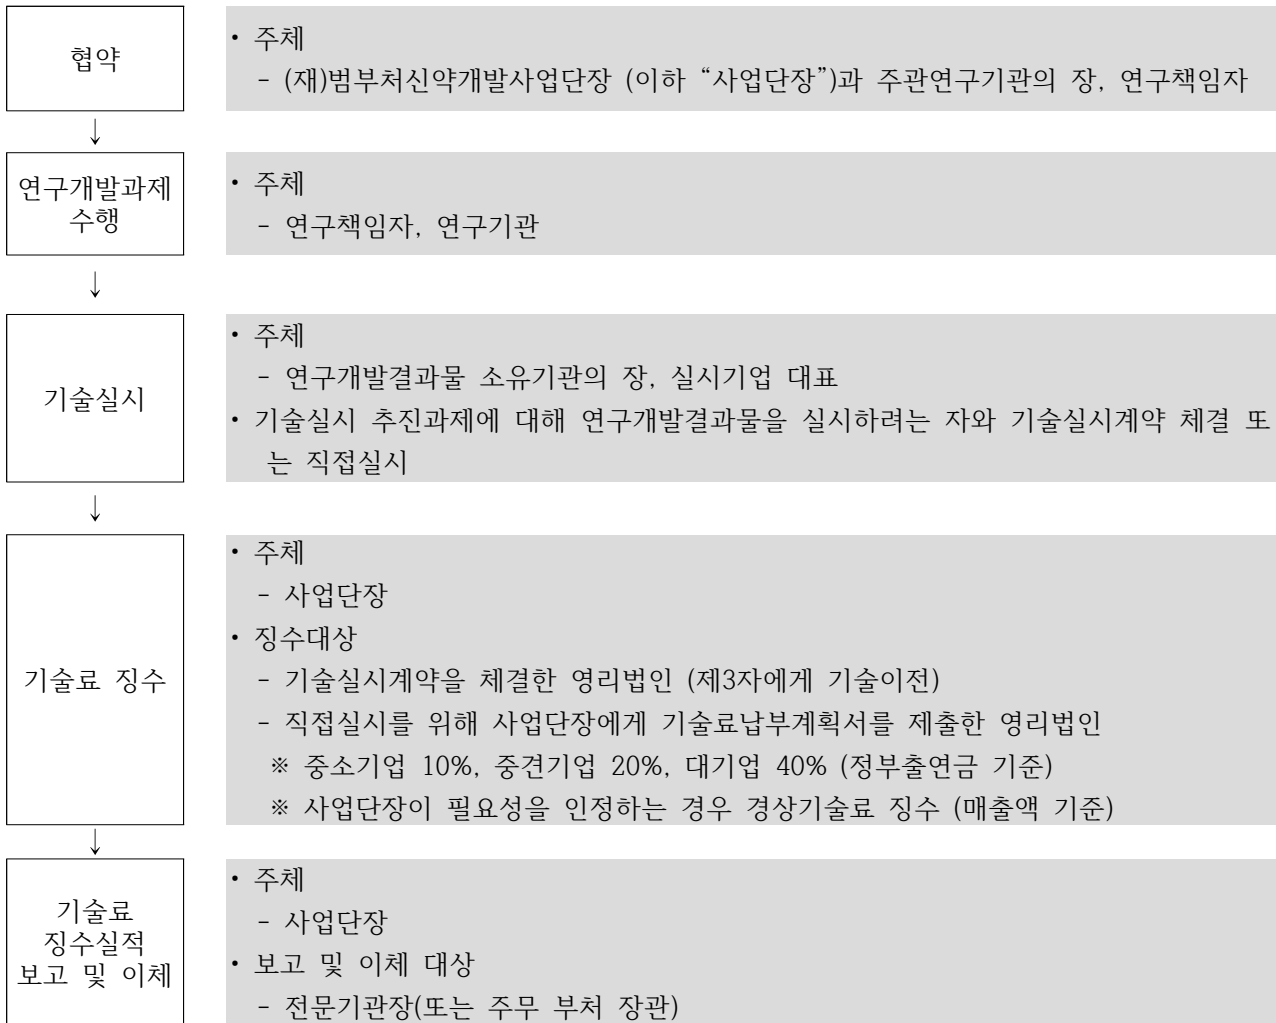 협약
• 주체
- (재)범부처신약개발사업단장 (이하 “사업단장”)과 주관연구기관의 장, 연구책임자
↓
연구개발과제
수행
• 주체
- 연구책임자, 연구기관
↓
기술실시
• 주체
- 연구개발결과물 소유기관의 장, 실시기업 대표
• 기술실시 추진과제에 대해 연구개발결과물을 실시하려는 자와 기술실시계약 체결 또
는 직접실시
↓
기술료 징수
• 주체
- 사업단장
• 징수대상
- 기술실시계약을 체결한 영리법인 (제3자에게 기술이전)
- 직접실시를 위해 사업단장에게 기술료납부계획서를 제출한 영리법인
※ 중소기업 10%, 중견기업 20%, 대기업 40% (정부출연금 기준)
※ 사업단장이 필요성을 인정하는 경우 경상기술료 징수 (매출액 기준)
↓
기술료
징수실적
보고 및 이체
• 주체
- 사업단장
• 보고 및 이체 대상
- 전문기관장(또는 주무 부처 장관)